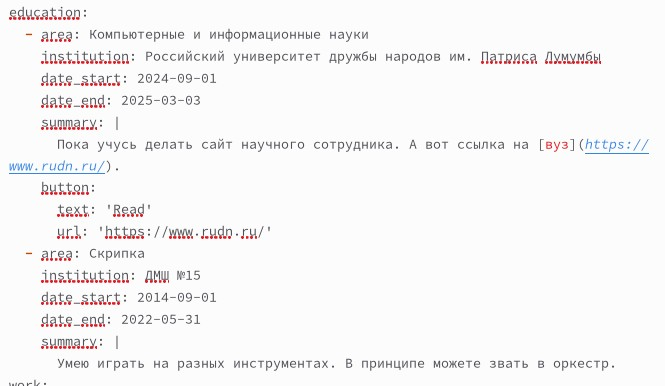 education:
- area: Компьютерные и информационные науки
institution: Российский университет дружбы народов им. Патриса Лумумбы
date_start: 2024-09-01
date_end: 2025-03-03
summary: |
Пока учусь делать сайт научного сотрудника. А вот ссылка на [вуз](https://
www.rudn.ru/).
button:
text: 'Read'
url: 'https://www.rudn.ru/'
- area: Скрипка
institution: ДМШ №15
date_start: 2014-09-01
date_end: 2022-05-31
summary: |
Умею играть на разных инструментах. В принципе можете звать в оркестр.
work: